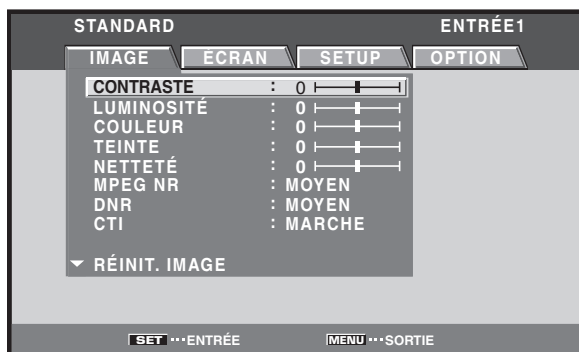 STANDARD ENTRÉE1
IMAGE ÉCRAN SETUP OPTION
CONTRASTE : 0
LUMINOSITÉ : 0
COULEUR : 0
TEINTE : 0
NETTETÉ : 0
MPEG NR : MOYEN
DNR : MOYEN
CTI : MARCHE
RÉINIT. IMAGE
SET ···ENTRÉE MENU ···SORTIE